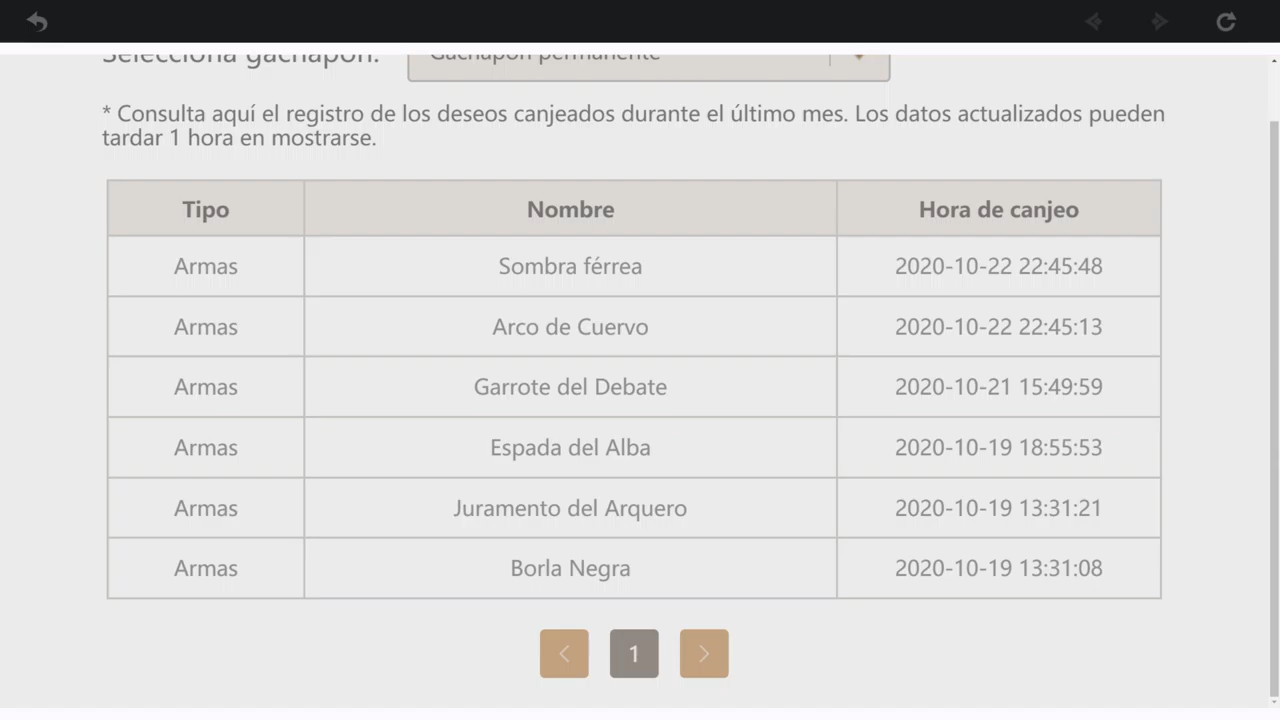 Selecciona gachapón: Gachapón permanente
* Consulta aquí el registro de los deseos canjeados durante el último mes. Los datos actualizados pueden
tardar 1 hora en mostrarse.
Tipo Nombre Hora de canjeo
Armas Sombra férrea 2020-10-22 22:45:48
Armas Arco de Cuervo 2020-10-22 22:45:13
Armas Garrote del Debate 2020-10-21 15:49:59
Armas Espada del Alba 2020-10-19 18:55:53
Armas Juramento del Arquero 2020-10-19 13:31:21
Armas Borla Negra 2020-10-19 13:31:08
1